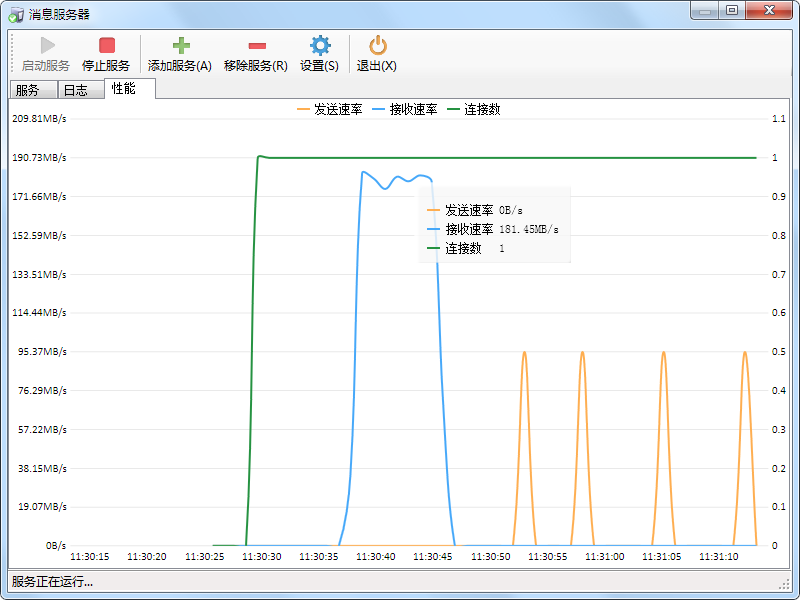 消息服务器
启动服务 停止服务 添加服务(A) 移除服务(R) 设置(S) 退出(X)
服务 日志 性能
发送速率 接收速率 连接数
209.81MB/s 1.1
190.73MB/s 1
171.66MB/s 0.9
发送速率 0B/s
接收速率 181.45MB/s
152.59MB/s 0.8
连接数 1
133.51MB/s 0.7
114.44MB/s 0.6
95.37MB/s 0.5
76.29MB/s 0.4
57.22MB/s 0.3
38.15MB/s 0.2
19.07MB/s 0.1
0B/s 0
11:30:15 11:30:20 11:30:25 11:30:30 11:30:35 11:30:40 11:30:45 11:30:50 11:30:55 11:31:00 11:31:05 11:31:10
服务正在运行...